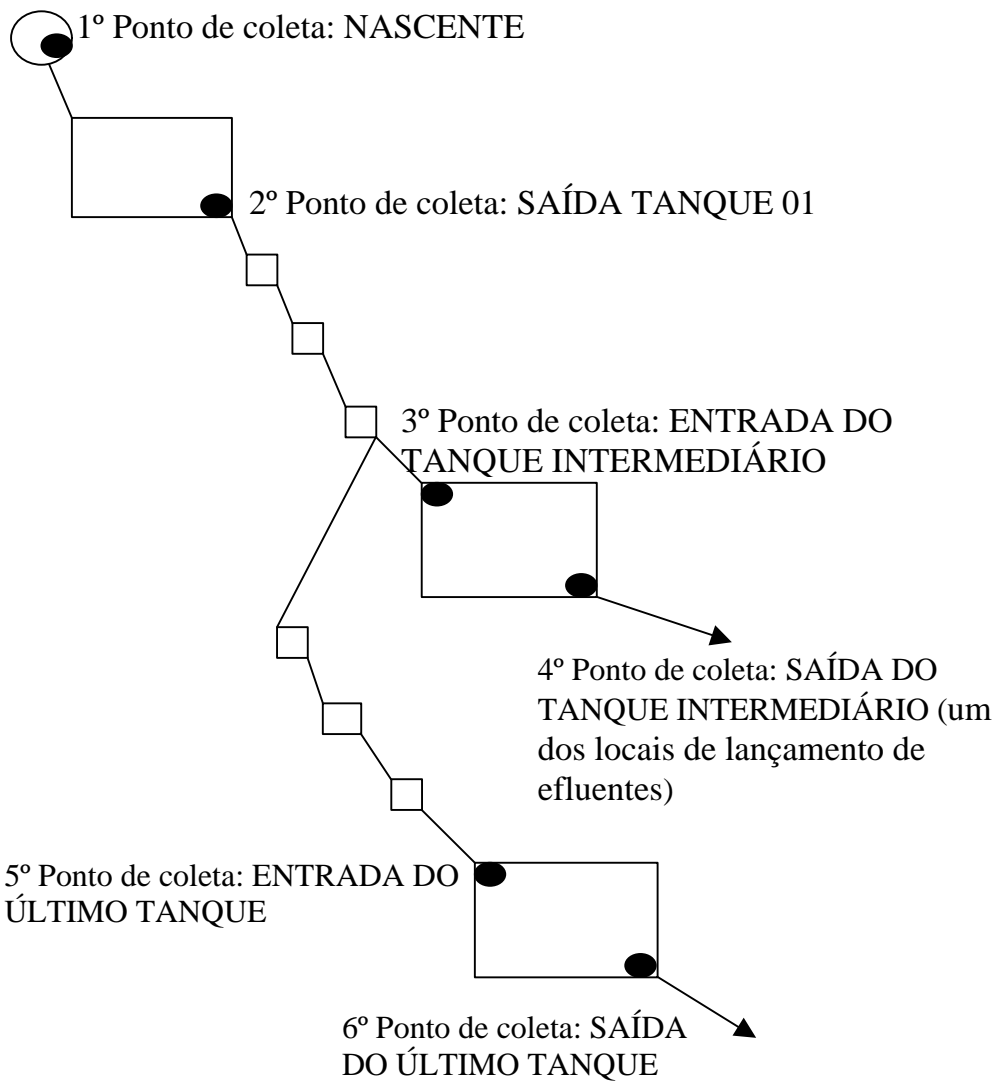 1º Ponto de coleta: NASCENTE
2º Ponto de coleta: SAÍDA TANQUE 01
3º Ponto de coleta: ENTRADA DO
TANQUE INTERMEDIÁRIO
4º Ponto de coleta: SAÍDA DO
TANQUE INTERMEDIÁRIO (um
dos locais de lançamento de
efluentes)
5º Ponto de coleta: ENTRADA DO
ÚLTIMO TANQUE
6º Ponto de coleta: SAÍDA
DO ÚLTIMO TANQUE